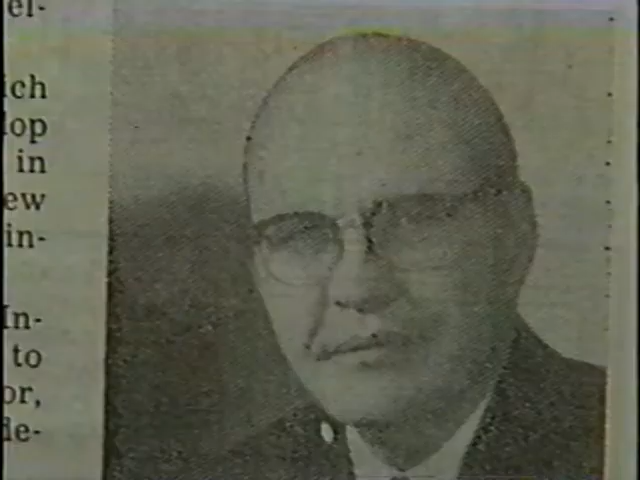 el-
ich
lop
in
ew
in-
In-
to
or,
de-